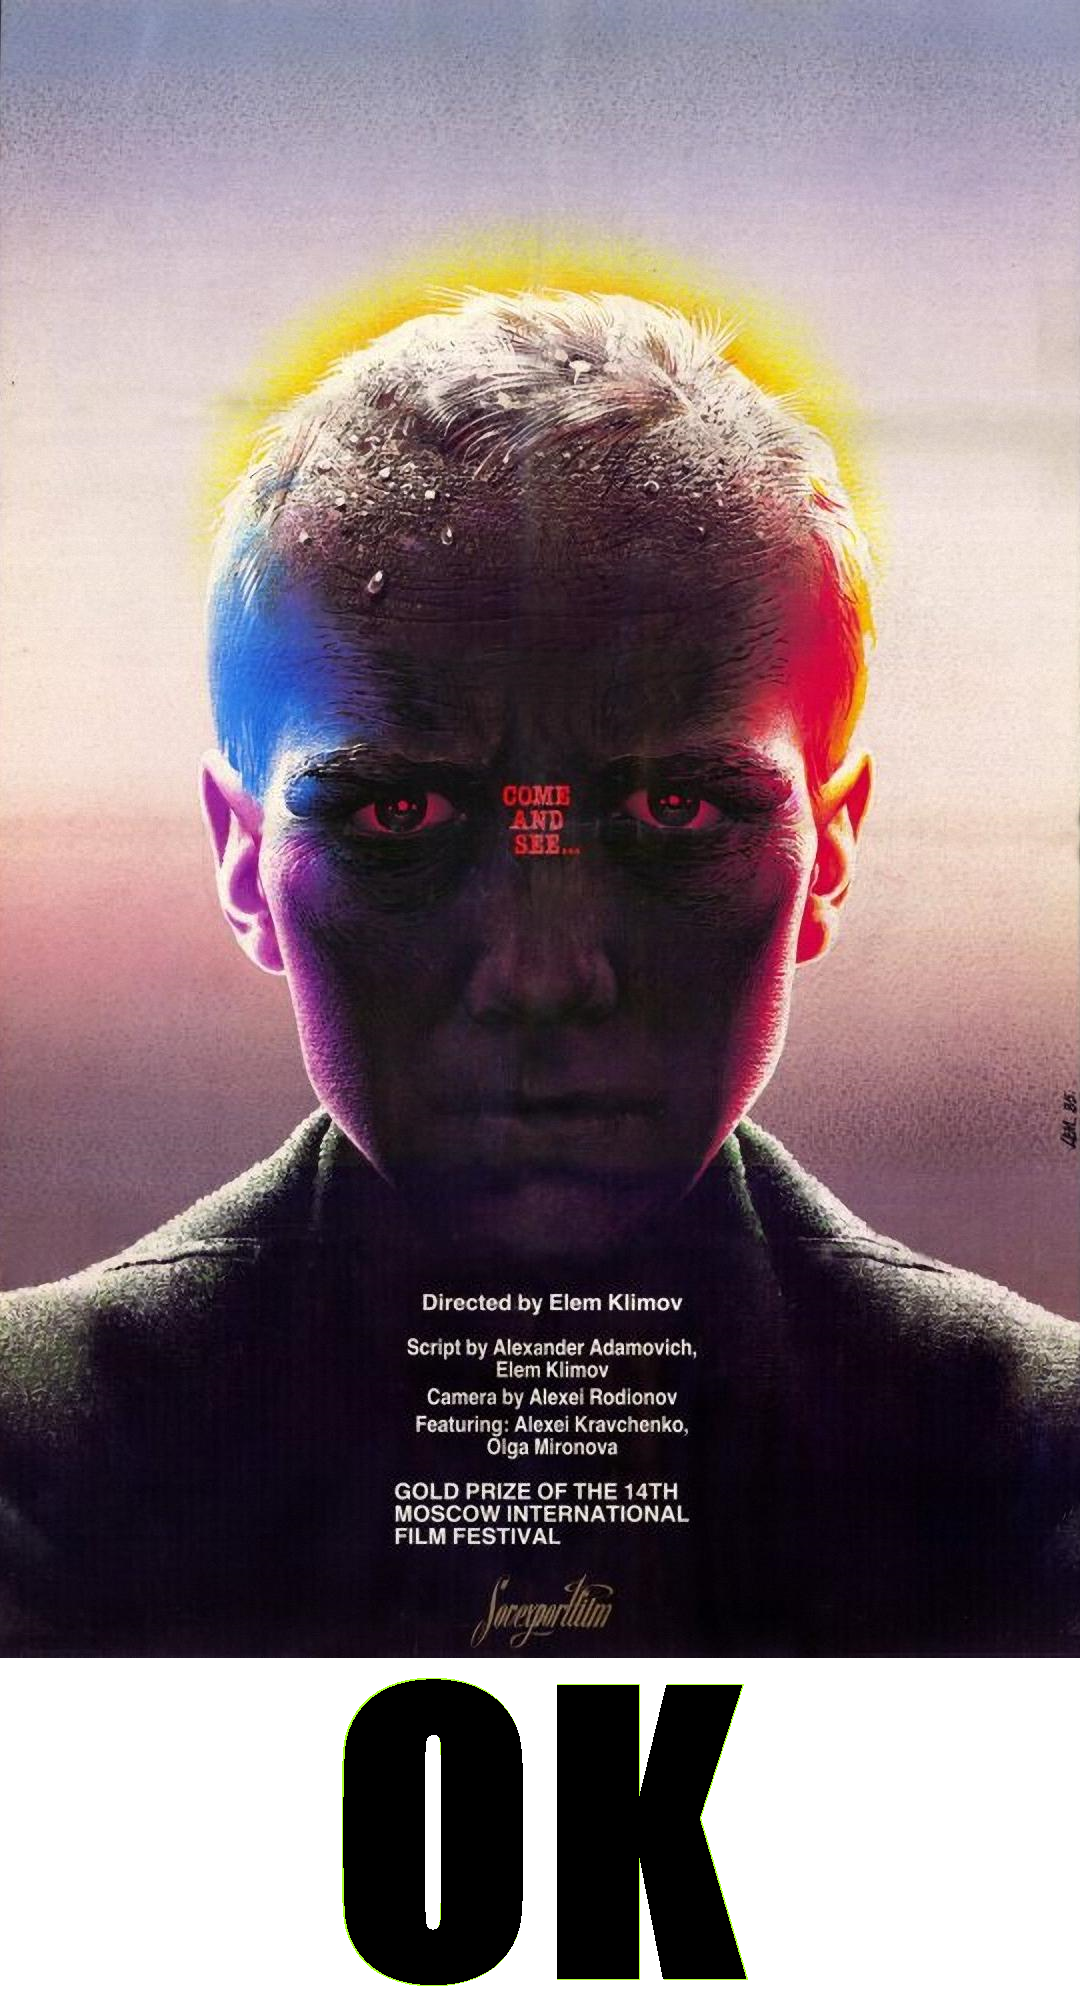 COME
AND
SEE...
Directed by Elem Klimov
Script by Alexander Adamovich,
Elem Klimov
Camera by Alexei Rodionov
Featuring: Alexei Kravchenko,
Olga Mironova
GOLD PRIZE OF THE 14TH
MOSCOW INTERNATIONAL
FILM FESTIVAL
Sovexportfilm
OK